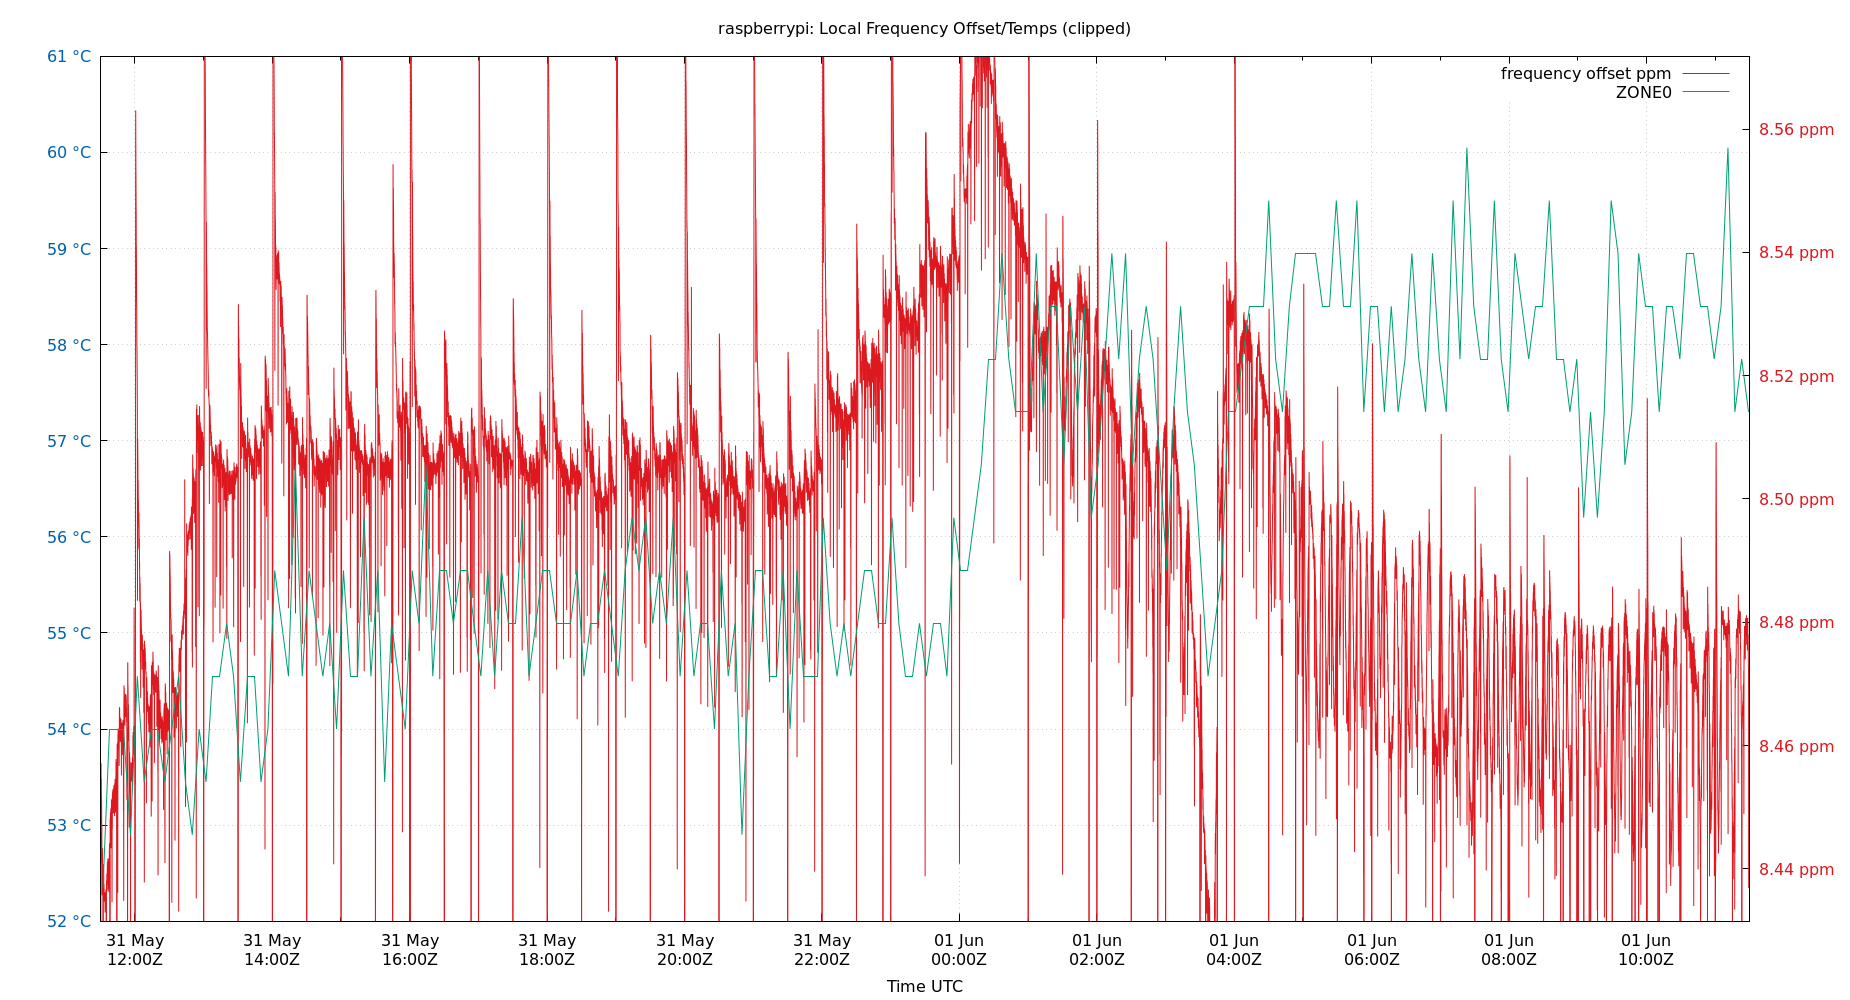 raspberrypi: Local Frequency Offset/Temps (clipped)
frequency offset ppm
ZONE0
61 °C
60 °C
59 °C
58 °C
57 °C
56 °C
55 °C
54 °C
53 °C
52 °C
8.56 ppm
8.54 ppm
8.52 ppm
8.50 ppm
8.48 ppm
8.46 ppm
8.44 ppm
31 May 31 May 31 May 31 May 31 May 31 May 01 Jun 01 Jun 01 Jun 01 Jun 01 Jun 01 Jun
12:00Z 14:00Z 16:00Z 18:00Z 20:00Z 22:00Z 00:00Z 02:00Z 04:00Z 06:00Z 08:00Z 10:00Z
Time UTC